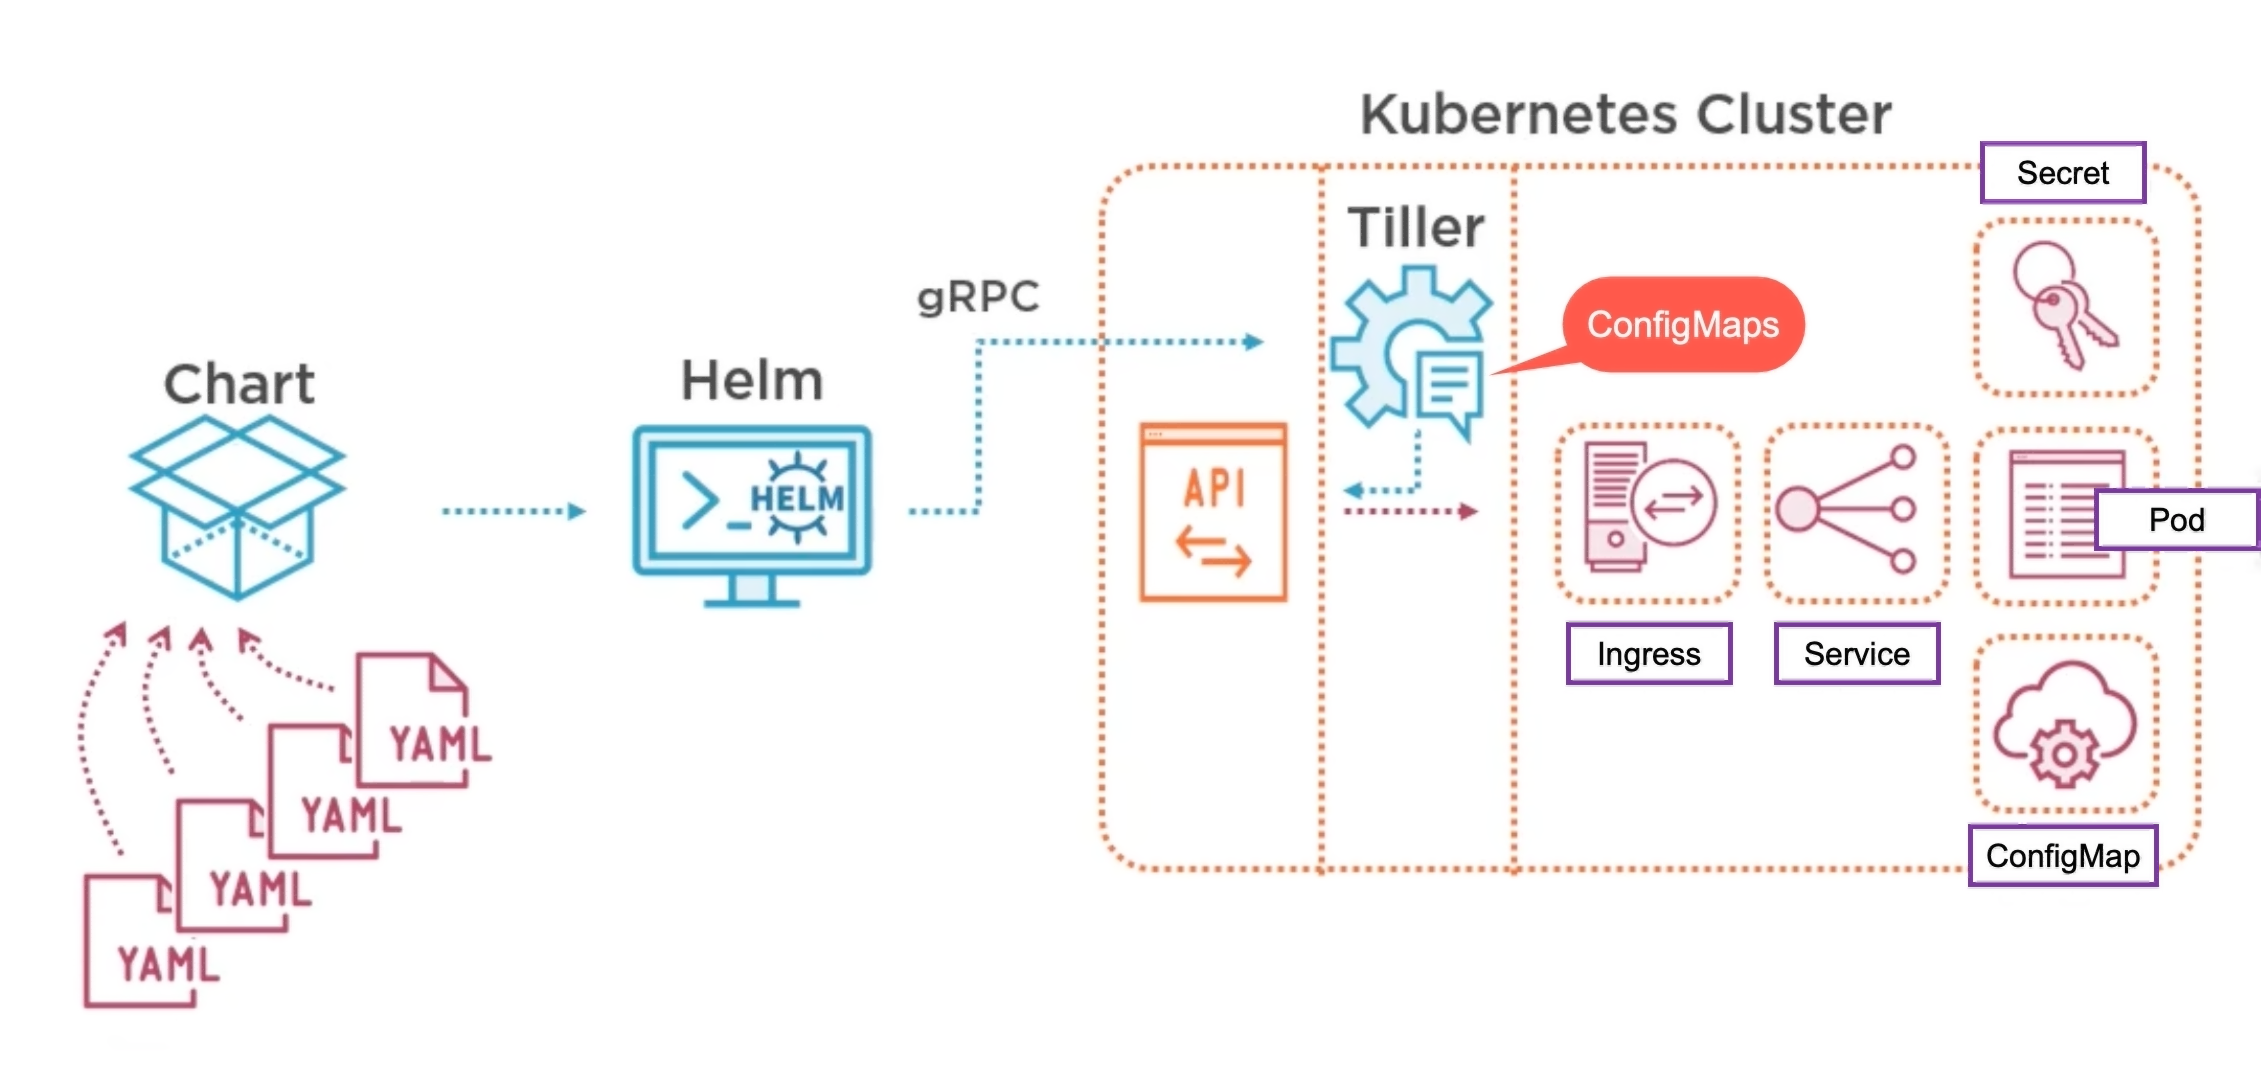 Kubernetes Cluster
Secret
Tiller
gRPC
ConfigMaps
Chart
Helm
>_ HELM
API
Pod
Ingress
Service
YAML
YAML
YAML
YAML
ConfigMap